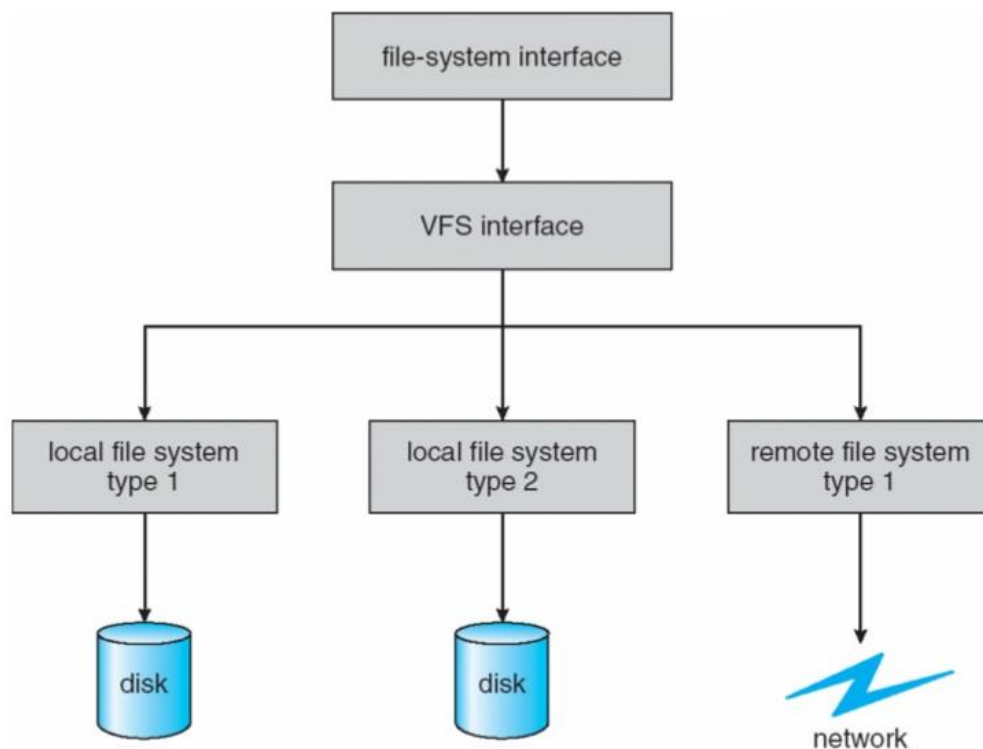 file-system interface
VFS interface
local file system
type 1
local file system
type 2
remote file system
type 1
disk
disk
network